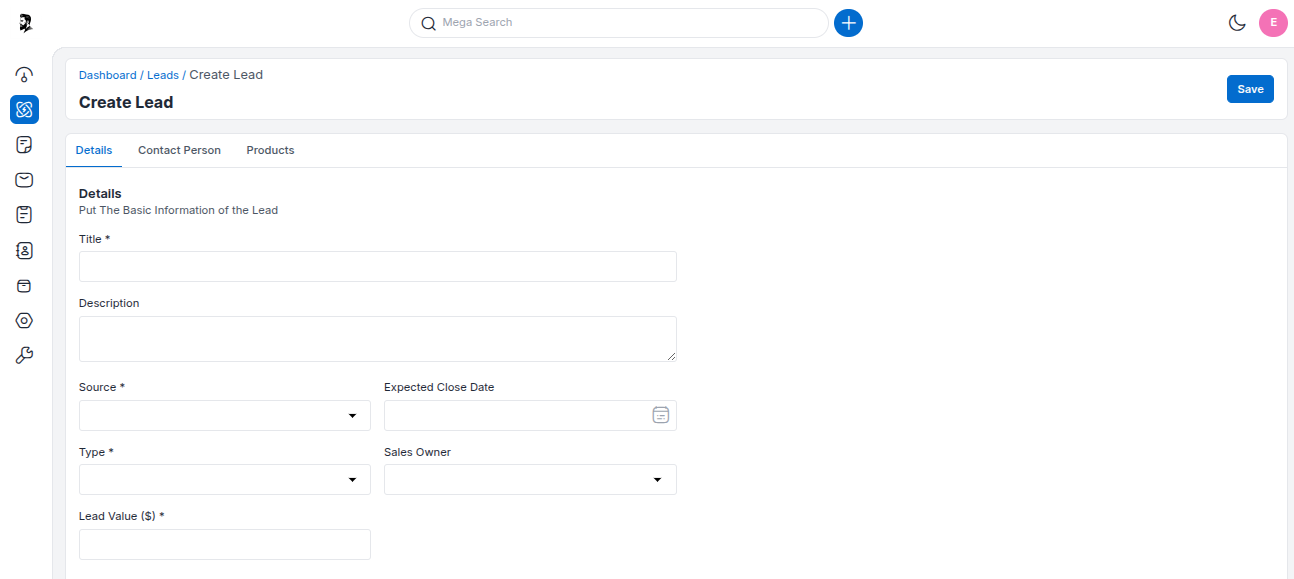 Mega Search
E
Dashboard / Leads / Create Lead
Create Lead
Save
Details Contact Person Products
Details
Put The Basic Information of the Lead
Title *
Description
Source * Expected Close Date
Type * Sales Owner
Lead Value ($) *